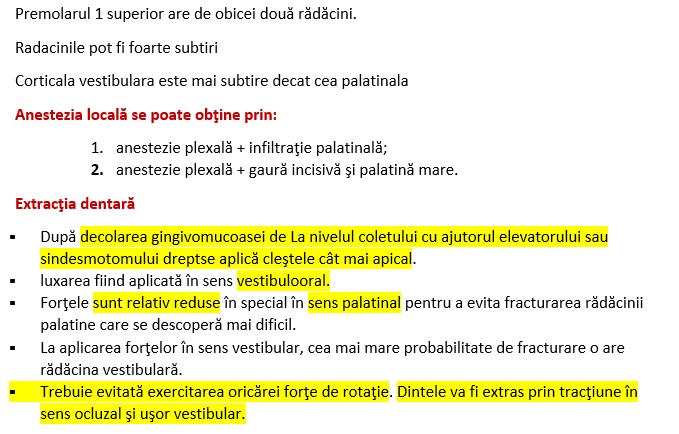 Premolarul 1 superior are de obicei două rădăcini.
Radacinile pot fi foarte subtiri
Corticala vestibulara este mai subtire decat cea palatinala
Anestezia locală se poate obţine prin:
1. anestezie plexală + infiltraţie palatinală;
2. anestezie plexală + gaură incisivă şi palatină mare.
Extracţia dentară
▪ După decolarea gingivomucoasei de La nivelul coletului cu ajutorul elevatorului sau
sindesmotomului dreptse aplică cleştele cât mai apical.
▪ luxarea fiind aplicată în sens vestibulooral.
▪ Forţele sunt relativ reduse în special în sens palatinal pentru a evita fracturarea rădăcinii
palatine care se descoperă mai dificil.
▪ La aplicarea forţelor în sens vestibular, cea mai mare probabilitate de fracturare o are
rădăcina vestibulară.
▪ Trebuie evitată exercitarea oricărei forţe de rotaţie. Dintele va fi extras prin tracţiune în
sens ocluzal şi uşor vestibular.